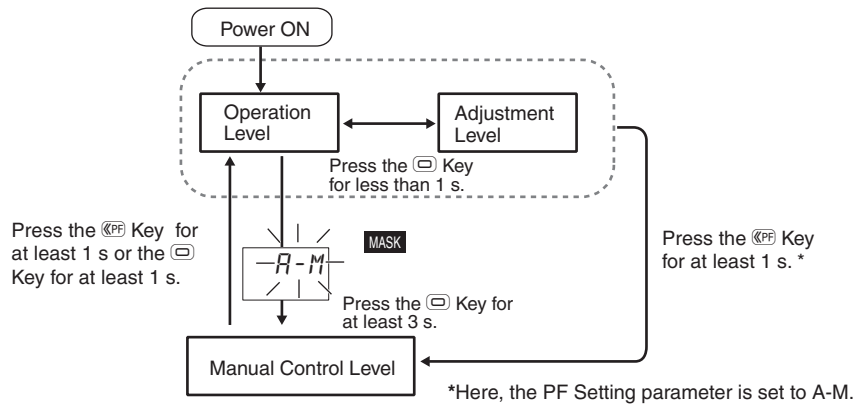 Power ON
Operation
Level
Adjustment
Level
Press the Key
for less than 1 s.
Press the PF Key for
at least 1 s or the
Key for at least 1 s.
MASK
A-M
Press the PF Key
for at least 1 s. *
Press the Key for
at least 3 s.
Manual Control Level
*Here, the PF Setting parameter is set to A-M.